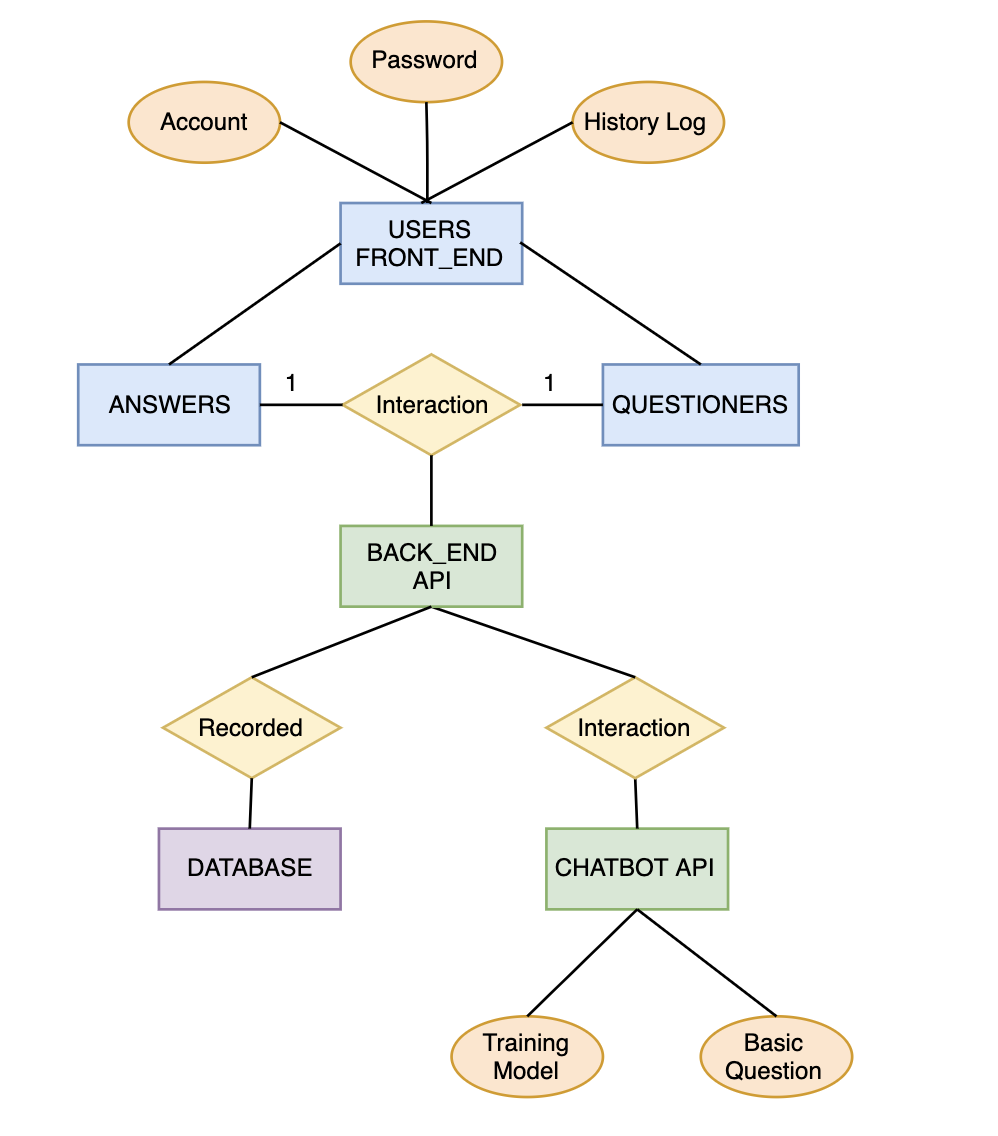 Password
Account
History Log
USERS
FRONT_END
1
1
ANSWERS
Interaction
QUESTIONERS
BACK_END
API
Recorded
Interaction
DATABASE
CHATBOT API
Training
Model
Basic
Question